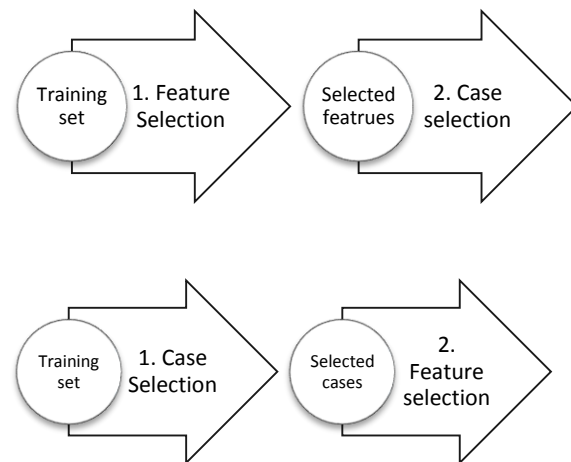 Training
set
1. Feature
Selection
Selected
featrues
2. Case
selection
Training
set
1. Case
Selection
Selected
cases
2.
Feature
selection